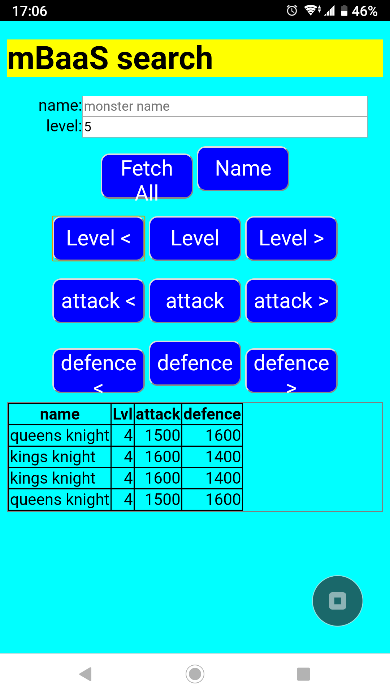 17:06 46%
mBaaS search
name: monster name
level: 5
Fetch All
Name
Level < Level Level >
attack < attack attack >
defence < defence defence >
name Lvl attack defence
queens knight 4 1500 1600
kings knight 4 1600 1400
kings knight 4 1600 1400
queens knight 4 1500 1600